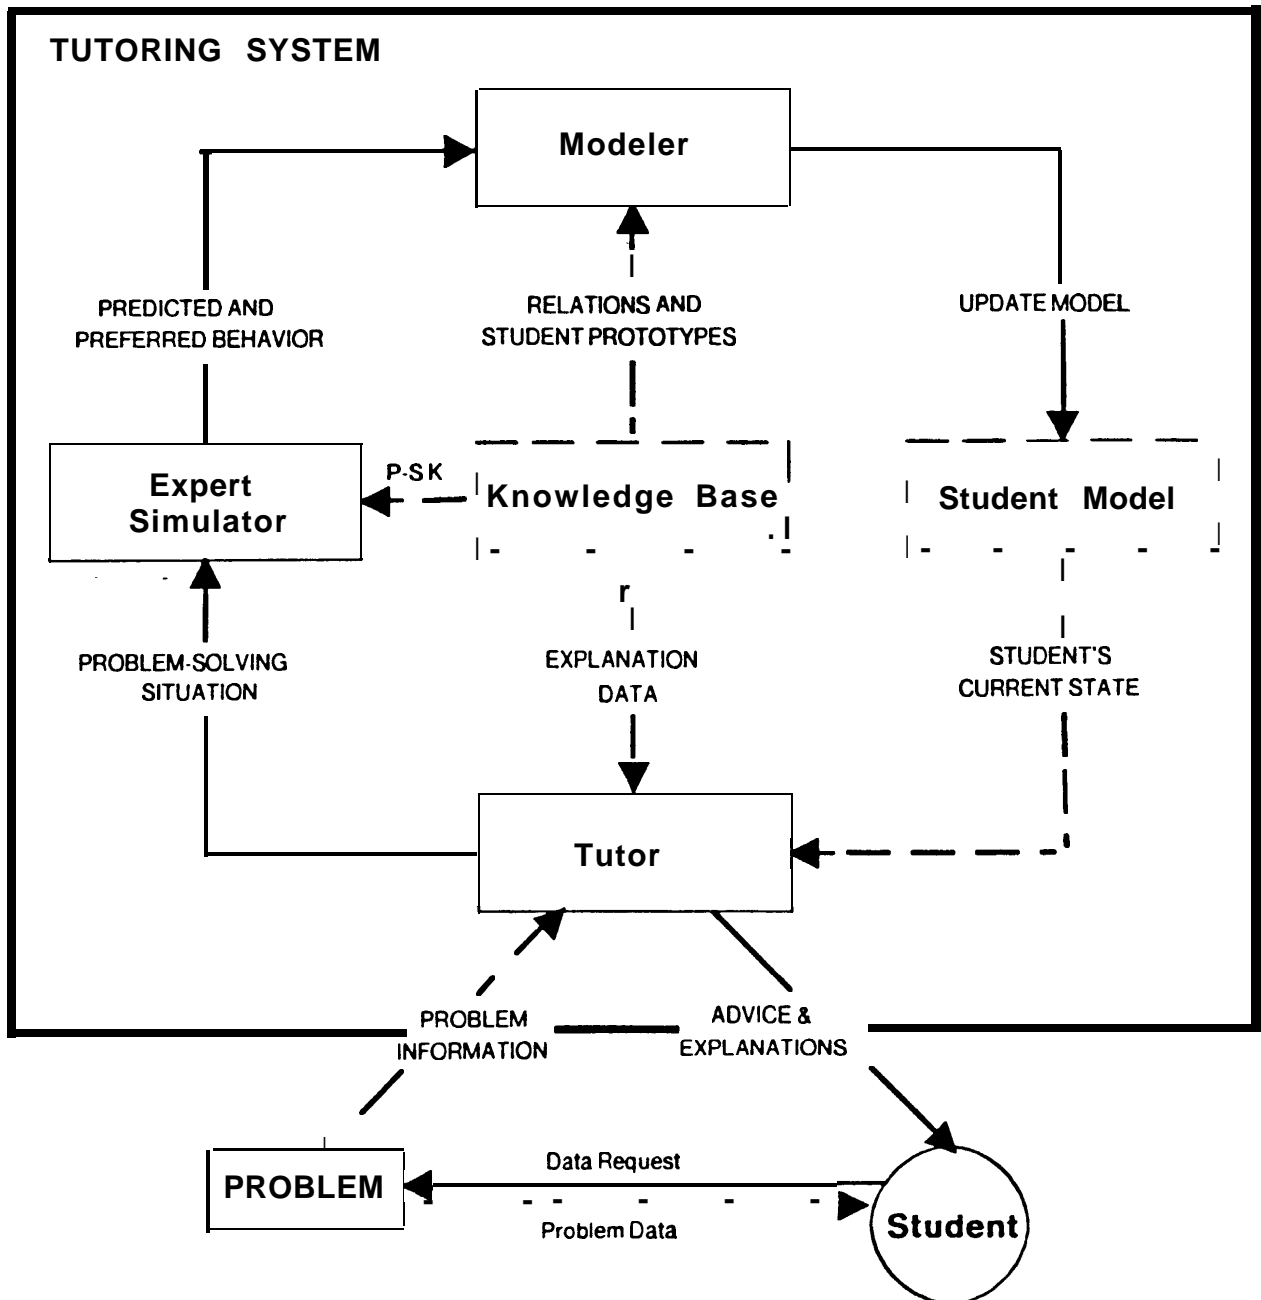 TUTORING SYSTEM
Modeler
PREDICTED AND
PREFERRED BEHAVIOR
RELATIONS AND
STUDENT PROTOTYPES
UPDATE MODEL
Expert
Simulator
P-SK
Knowledge Base
Student Model
r
PROBLEM-SOLVING
SITUATION
EXPLANATION
DATA
STUDENT'S
CURRENT STATE
Tutor
PROBLEM
INFORMATION
ADVICE &
EXPLANATIONS
PROBLEM
Data Request
Problem Data
Student